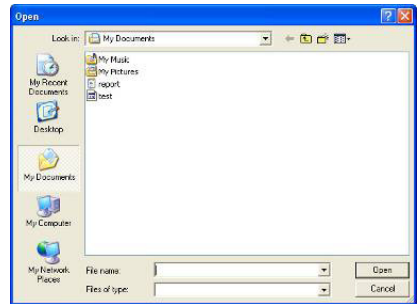 Open
Look in: My Documents
My Music
My Pictures
report
test
My Recent
Documents
Desktop
My Documents
My Computer
My Network
Places
File name:
Open
Files of type:
Cancel